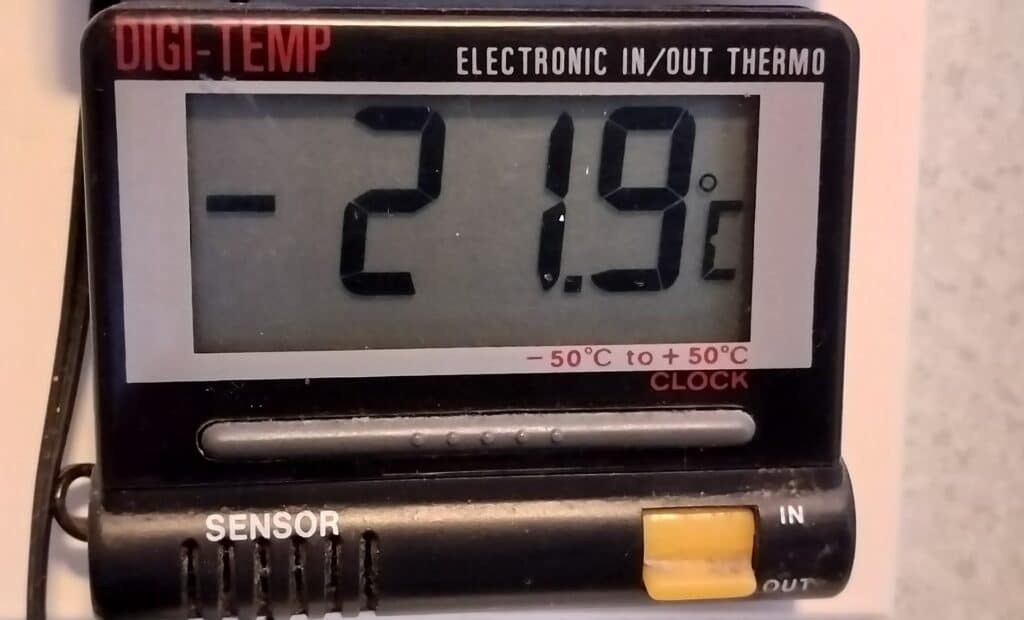 DIGI-TEMP
ELECTRONIC IN/OUT THERMO
-21.9°C
-50°C to +50°C
CLOCK
SENSOR
IN
OUT